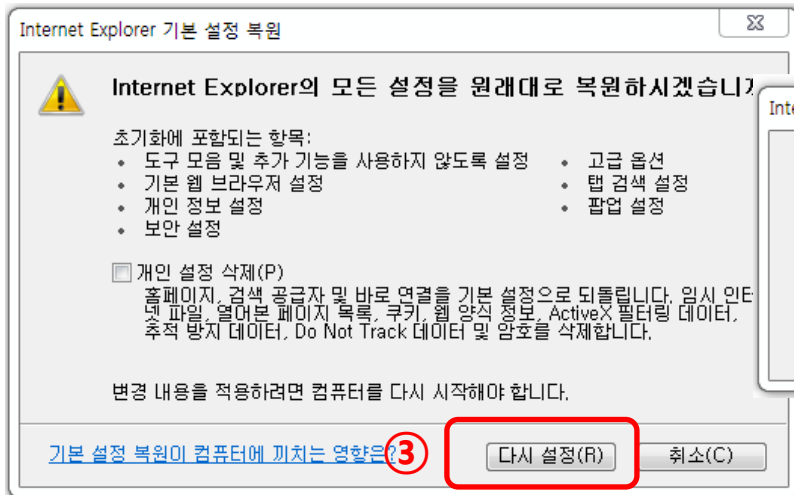 Internet Explorer 기본 설정 복원
Internet Explorer의 모든 설정을 원래대로 복원하시겠습니까
Inte
초기화에 포함되는 항목:
• 도구 모음 및 추가 기능을 사용하지 않도록 설정
• 고급 옵션
• 기본 웹 브라우저 설정
• 탭 검색 설정
• 개인 정보 설정
• 팝업 설정
• 보안 설정
개인 설정 삭제(P)
홈페이지, 검색 공급자 및 바로 연결을 기본 설정으로 되돌립니다. 임시 인터
넷 파일, 열어본 페이지 목록, 쿠키, 웹 양식 정보, ActiveX 필터링 데이터,
추적 방지 데이터, Do Not Track 데이터 및 암호를 삭제합니다.
변경 내용을 적용하려면 컴퓨터를 다시 시작해야 합니다.
기본 설정 복원이 컴퓨터에 끼치는 영향은?
③
다시 설정(R)
취소(C)